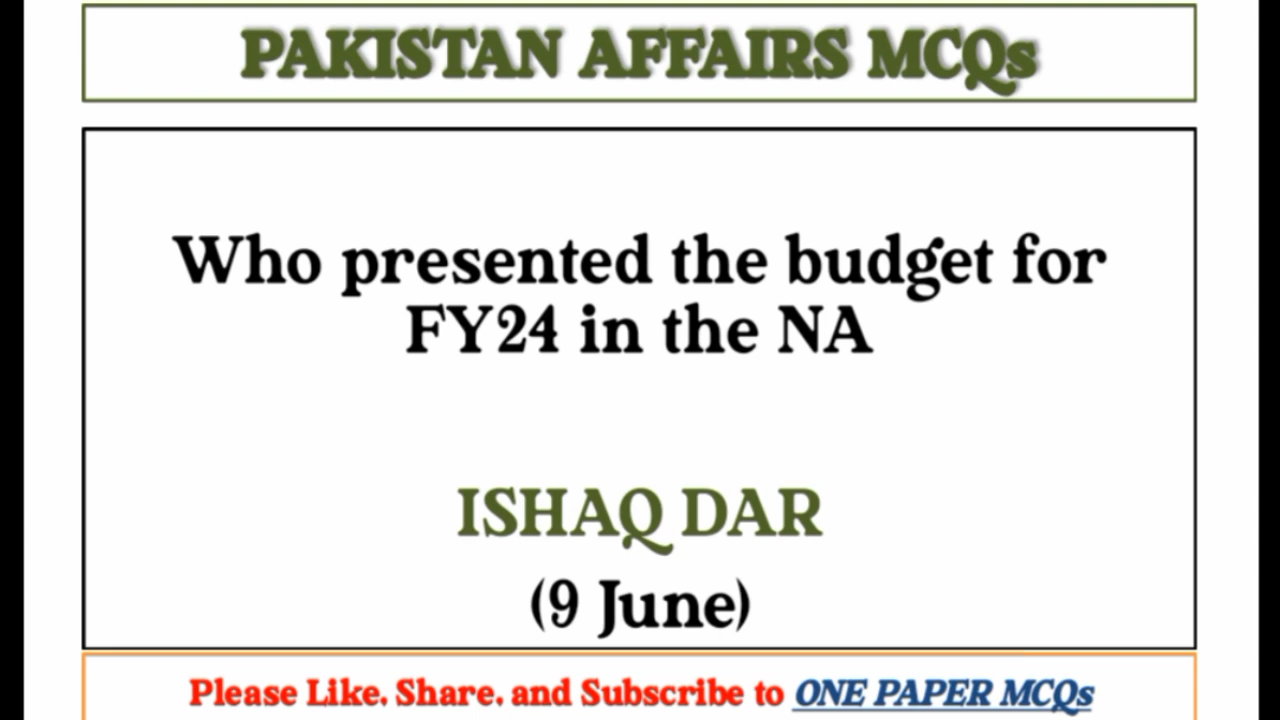 PAKISTAN AFFAIRS MCQs
Who presented the budget for
FY24 in the NA
ISHAQ DAR
(9 June)
Please Like. Share. and Subscribe to ONE PAPER MCQs